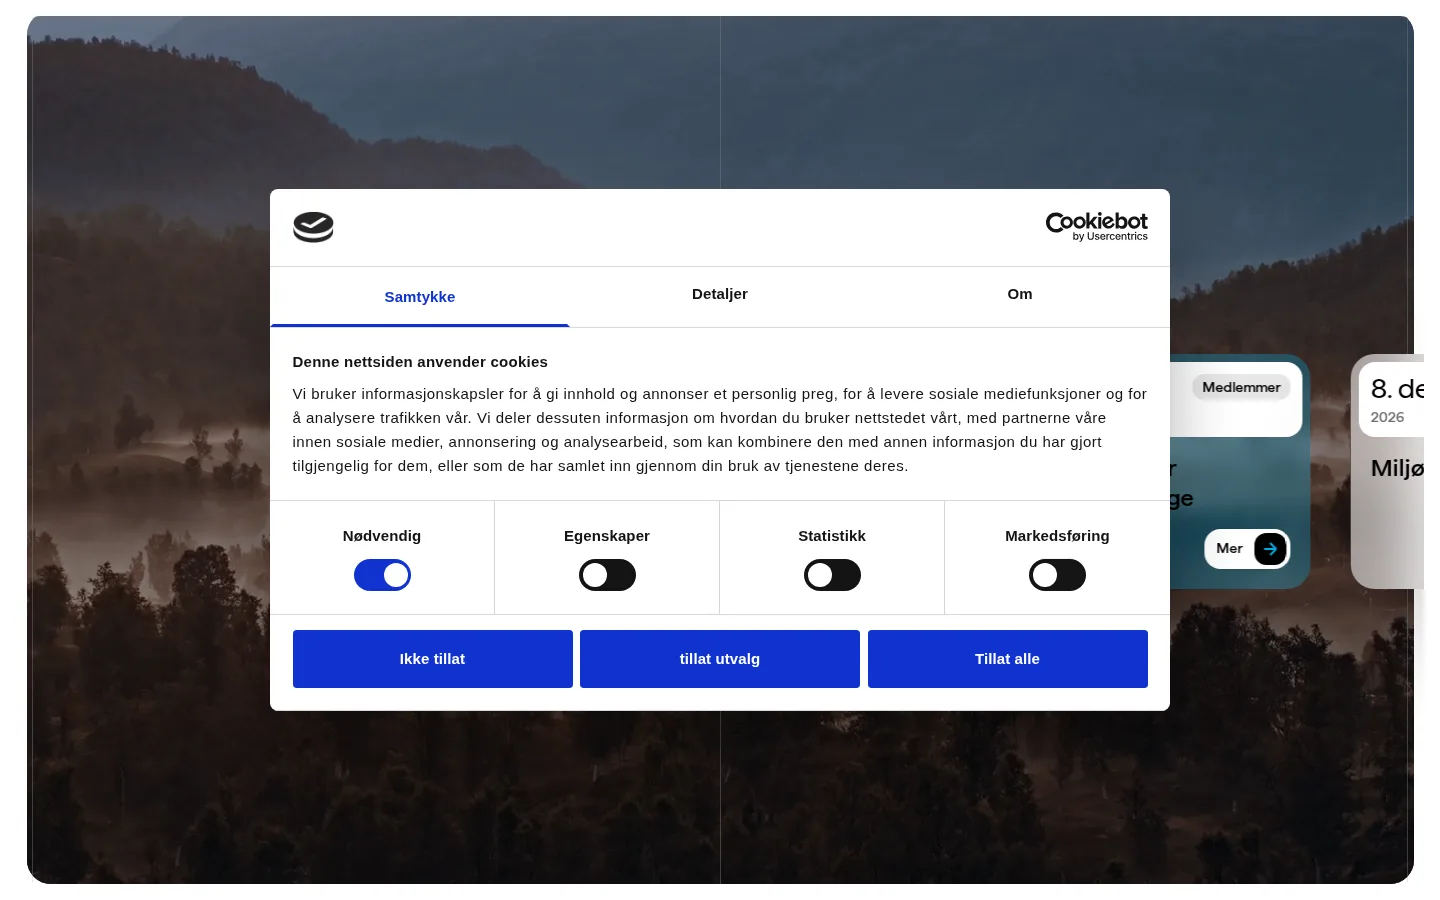 Cookiebot
by Usercentrics
Samtykke
Detaljer
Om
Denne nettsiden anvender cookies
Vi bruker informasjonskapsler for å gi innhold og annonser et personlig preg, for å levere sosiale mediefunksjoner og for
å analysere trafikken vår. Vi deler dessuten informasjon om hvordan du bruker nettstedet vårt, med partnerne våre
innen sosiale medier, annonsering og analysearbeid, som kan kombinere den med annen informasjon du har gjort
tilgjengelig for dem, eller som de har samlet inn gjennom din bruk av tjenestene deres.
Nødvendig
Egenskaper
Statistikk
Markedsføring
Ikke tillat
tillat utvalg
Tillat alle
Medlemmer
Mer
8.
2026